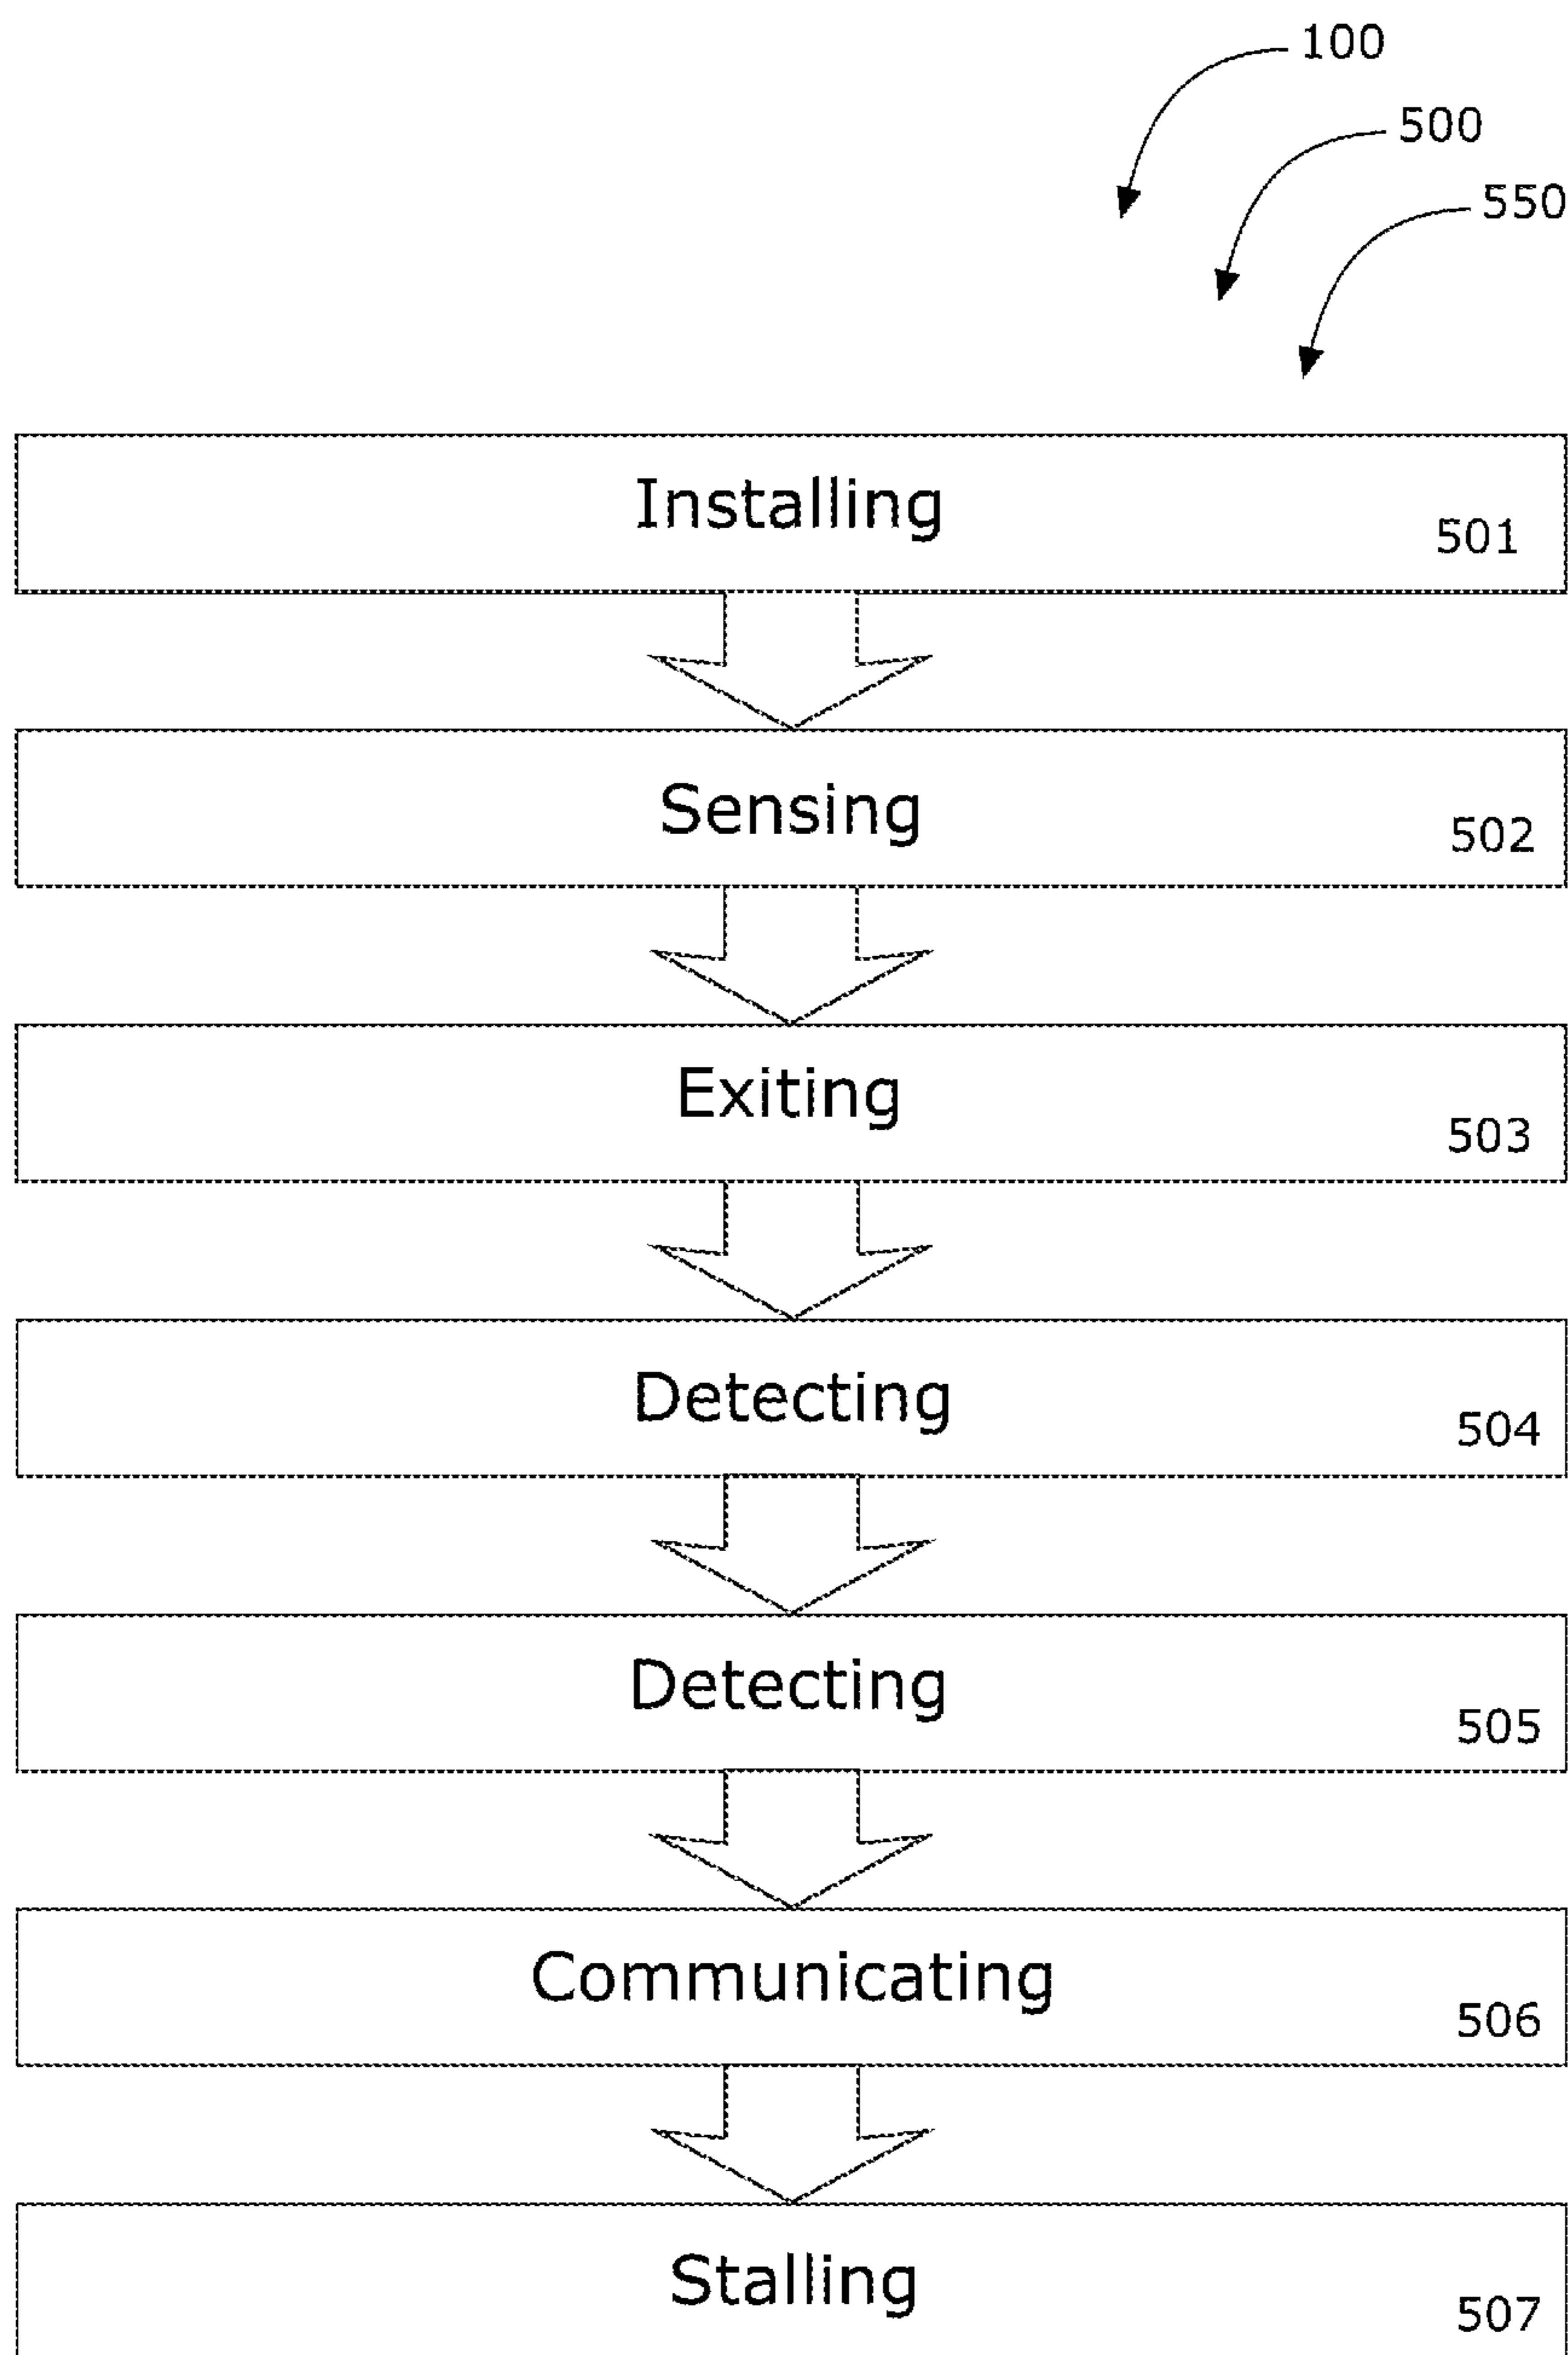 100
500
550
Installing
501
Sensing
502
Exiting
503
Detecting
504
Detecting
505
Communicating
506
Stalling
507